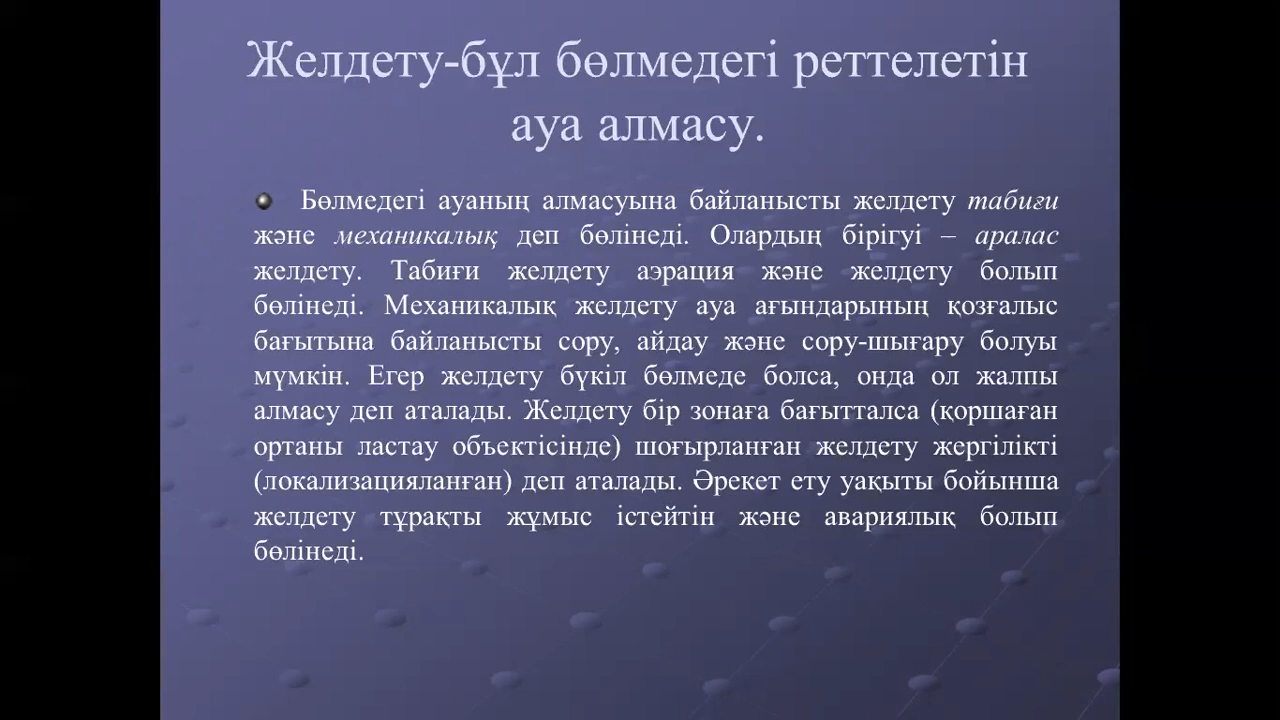 Желдету-бұл бөлмедегі реттелетін
ауа алмасу.
Бөлмедегі ауаның алмасуына байланысты желдету табиғи
және механикалық деп бөлінеді. Олардың бірігуі – аралас
желдету. Табиғи желдету аэрация және желдету болып
бөлінеді. Механикалық желдету ауа ағындарының қозғалыс
бағытына байланысты сору, айдау және сору-шығару болуы
мүмкін. Егер желдету бүкіл бөлмеде болса, онда ол жалпы
алмасу деп аталады. Желдету бір зонаға бағытталса (қоршаған
ортаны ластау объектісінде) шоғырланған желдету жергілікті
(локализацияланған) деп аталады. Әрекет ету уақыты бойынша
желдету тұрақты жұмыс істейтін және авариялық болып
бөлінеді.